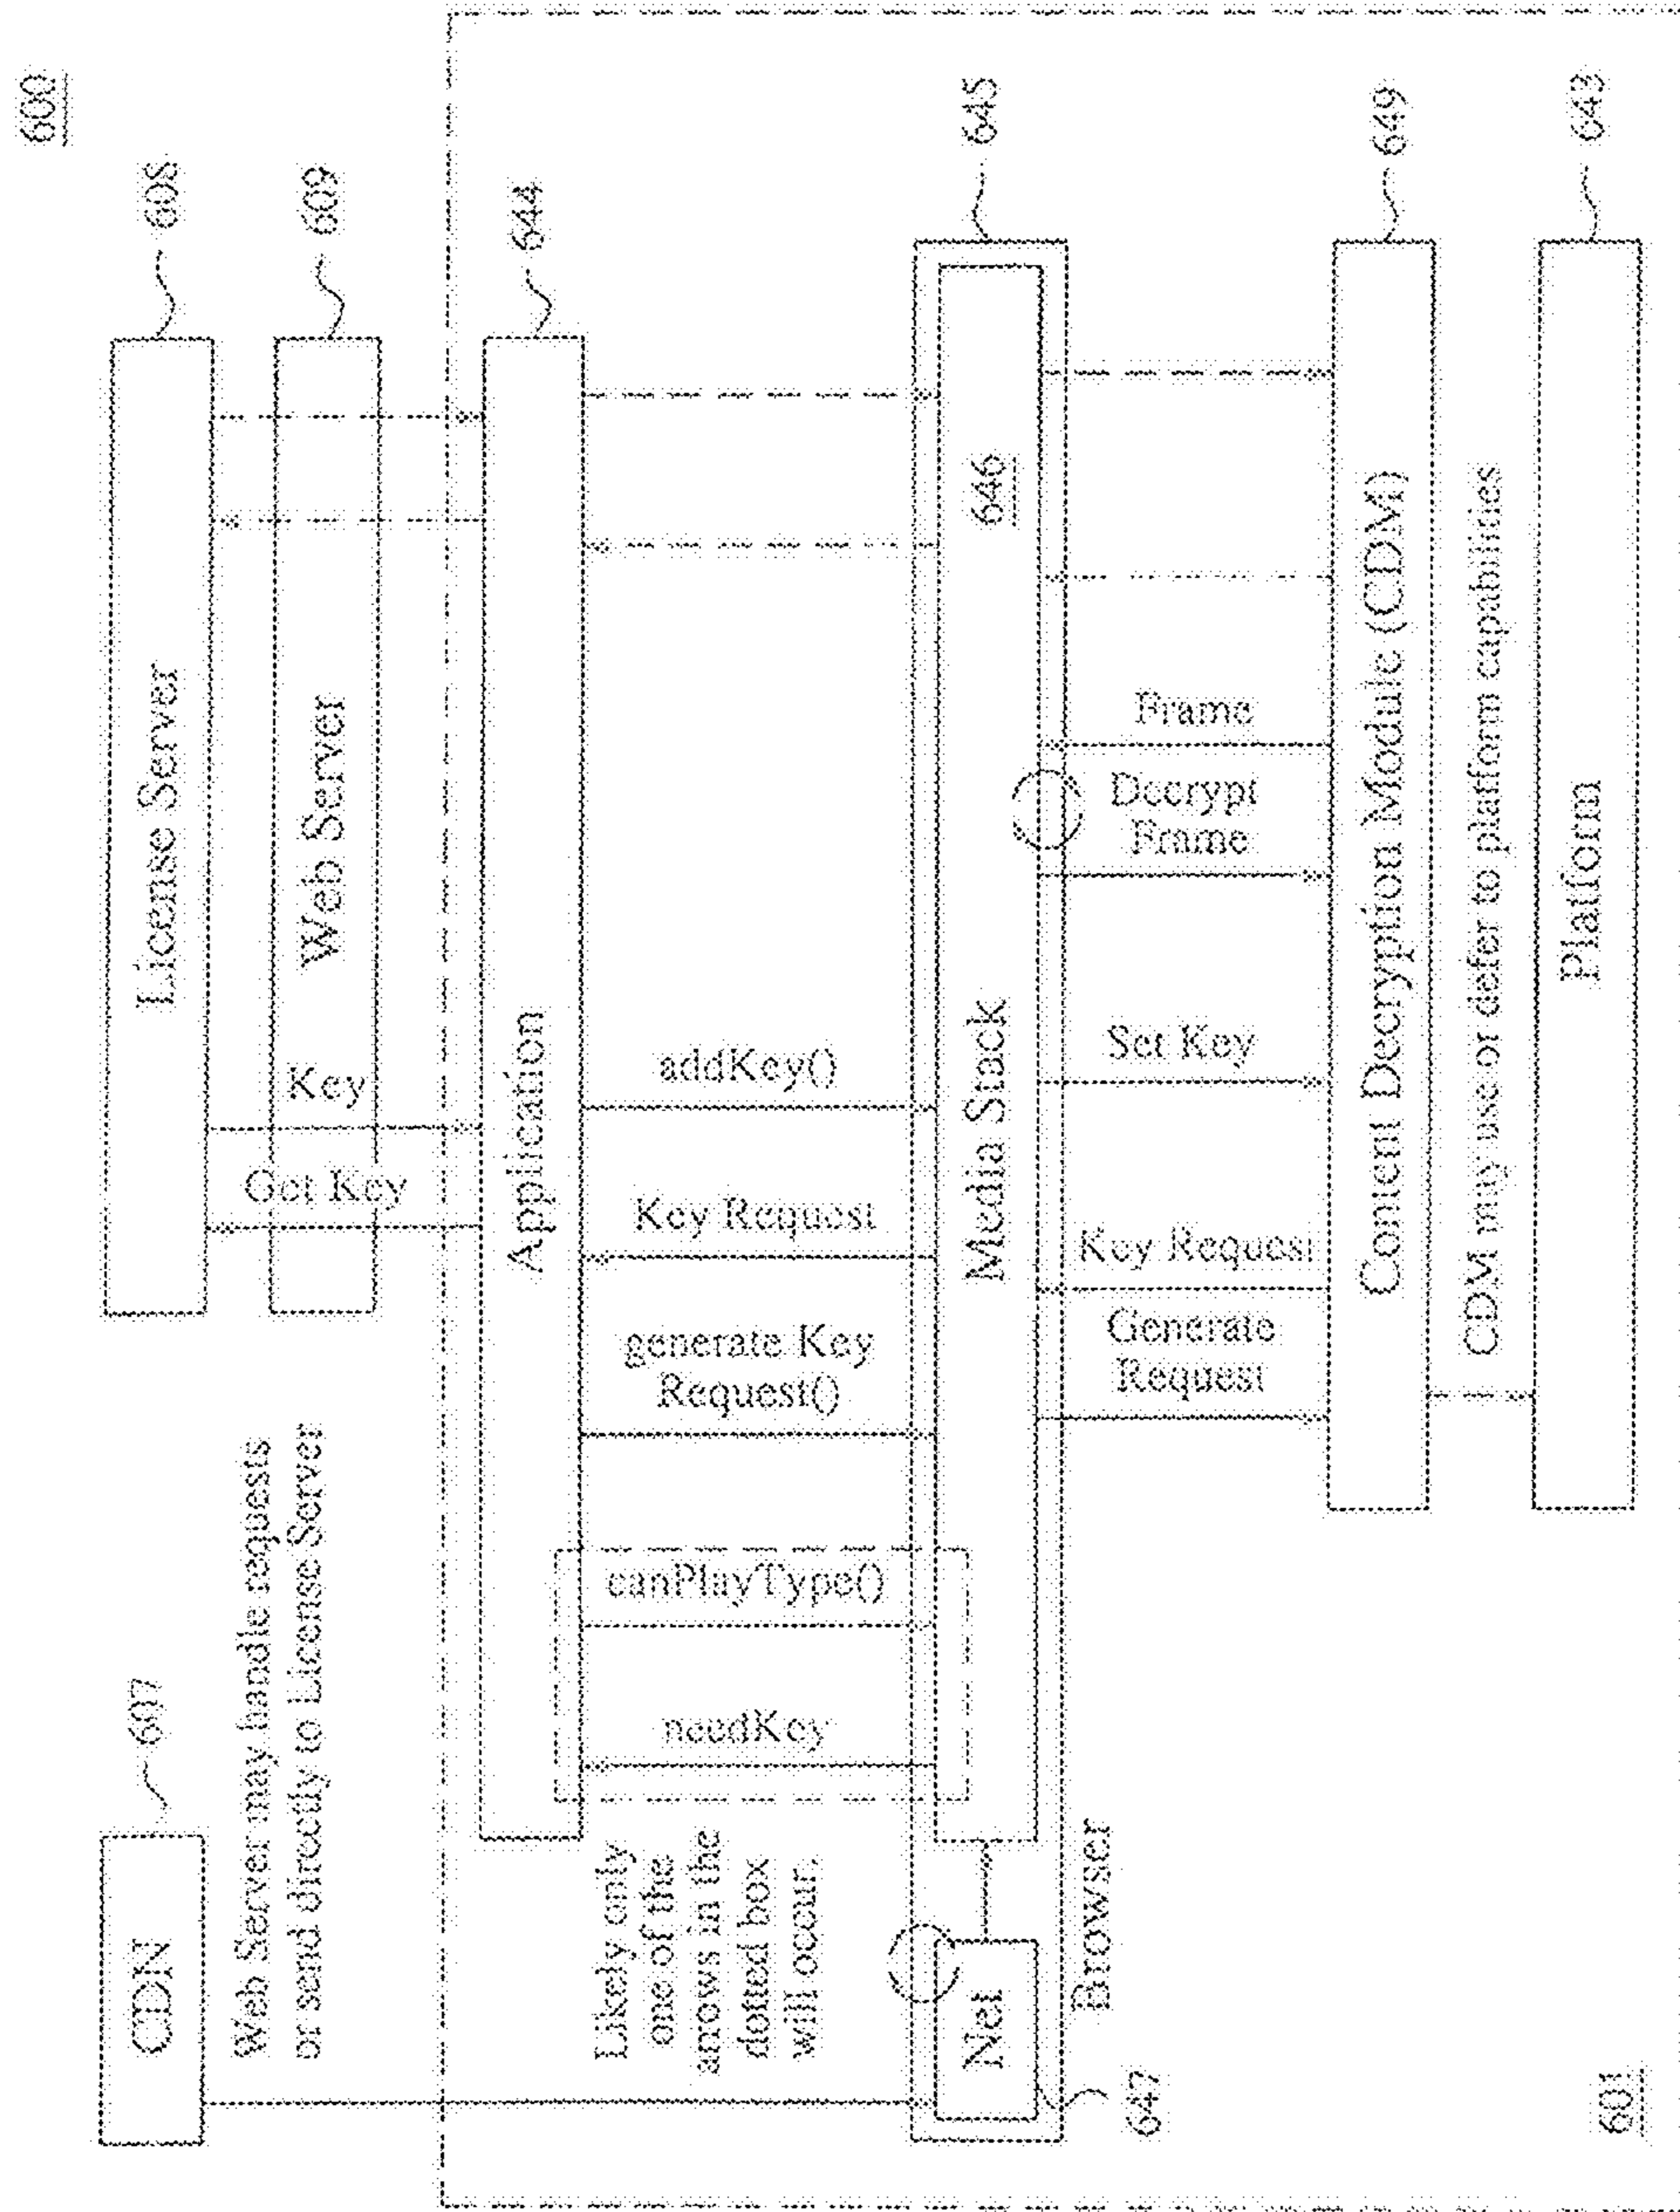 600
CDN
607
License Server
608
Web Server may handle requests
or send directly to License Server
Get Key
Key
Web Server
609
Application
644
Likely only
one of the
arrows in the
dotted box
will occur.
needKey
canPlayType()
generate Key
Request()
Key Request
addKey()
Net
647
Media Stack
646
645
Browser
Generate
Request
Key Request
Set Key
Decrypt
Frame
Frame
Content Decryption Module (CDM)
649
CDM may use or defer to platform capabilities
Platform
643
601